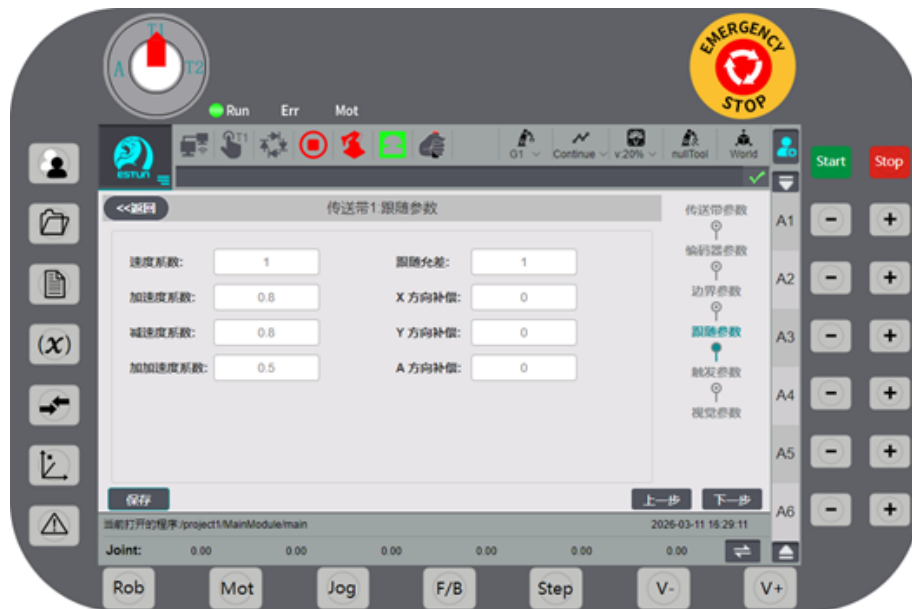 T1
A
T2
EMERGENCY
STOP
Run Err Mot
T1
G1 Continue v:20% nullTool World
ESTUN
Start Stop
<<返回 传送带1:跟随参数
传送带参数
编码器参数
边界参数
跟随参数
触发参数
视觉参数
速度系数: 1 跟随允差: 1
加速度系数: 0.8 X 方向补偿: 0
减速度系数: 0.8 Y 方向补偿: 0
加加速度系数: 0.5 A 方向补偿: 0
A1 - +
A2 - +
A3 - +
A4 - +
A5 - +
A6 - +
(x)
保存 上一步 下一步
当前打开的程序:/project1/MainModule/main 2026-03-11 16:29:11
Joint: 0.00 0.00 0.00 0.00 0.00 0.00
Rob Mot Jog F/B Step V- V+